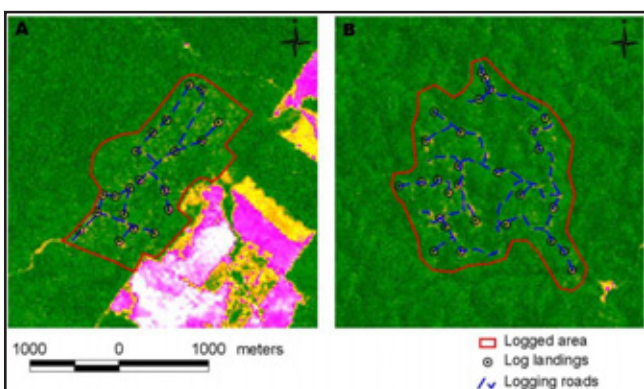 A
B
Logged area
1000 0 1000 meters
Log landings
Logging roads